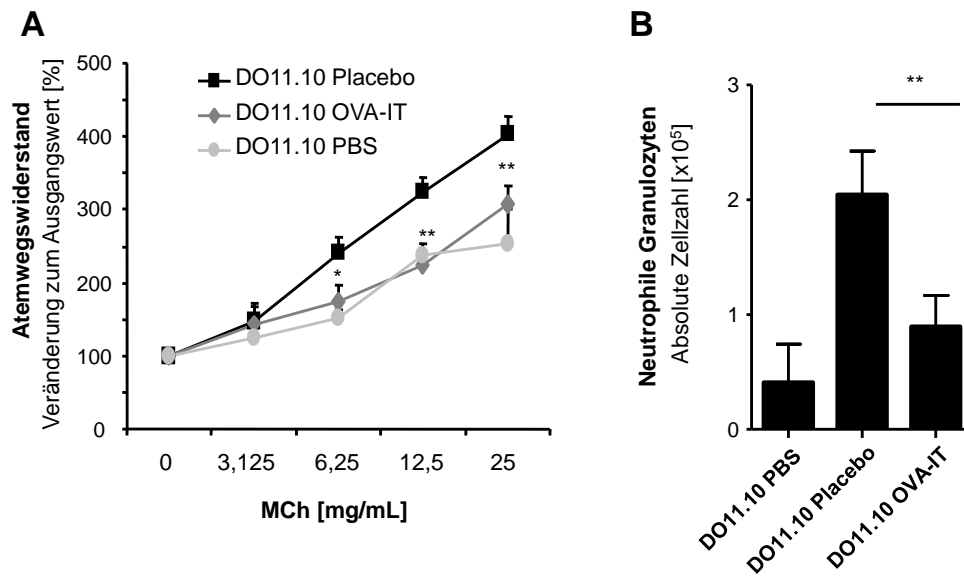 A
Atemwegswiderstand
Veränderung zum Ausgangswert [%]
500
400
300
200
100
0
DO11.10 Placebo
DO11.10 OVA-IT
DO11.10 PBS
*
**
**
0 3,125 6,25 12,5 25
MCh [mg/mL]
B
Neutrophile Granulozyten
Absolute Zellzahl [x10⁵]
3
2
1
0
**
DO11.10 PBS
DO11.10 Placebo
DO11.10 OVA-IT